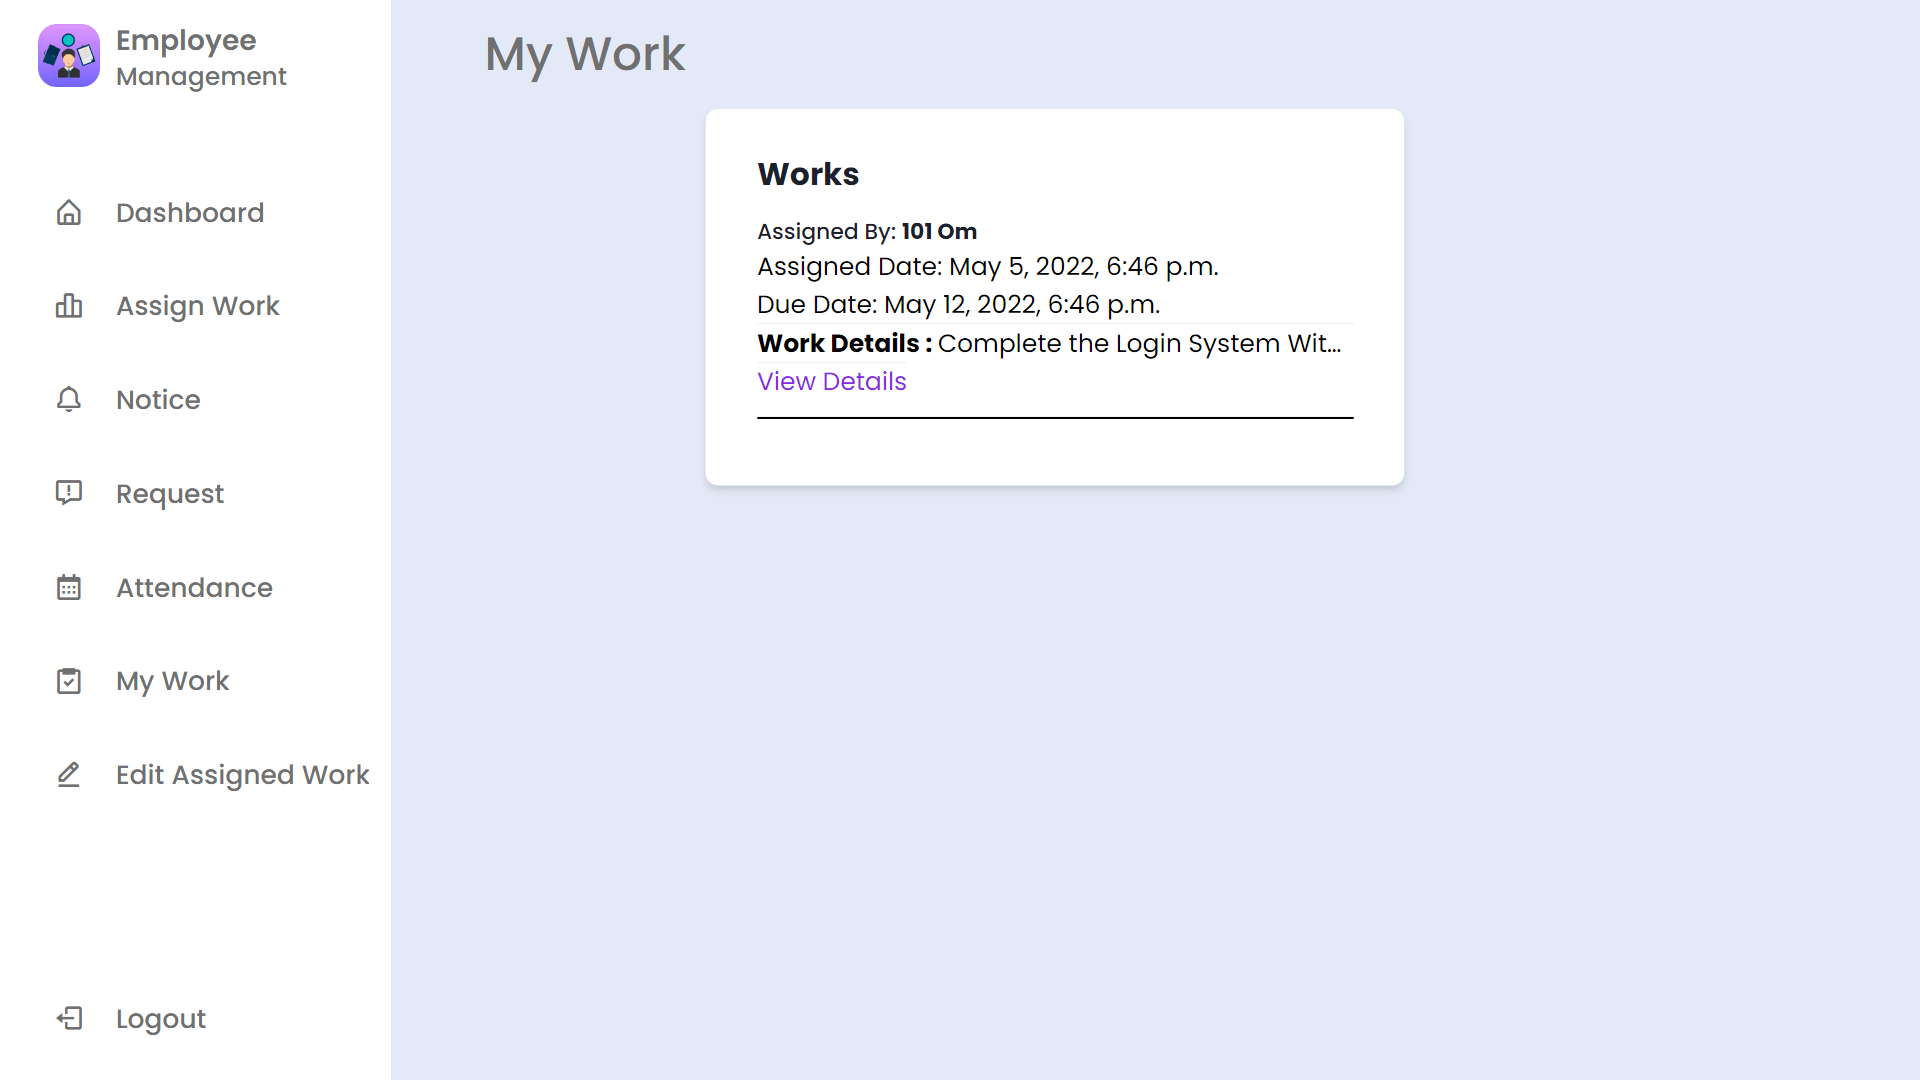 Employee
Management
Dashboard
Assign Work
Notice
Request
Attendance
My Work
Edit Assigned Work
Logout
My Work
Works
Assigned By: 101 Om
Assigned Date: May 5, 2022, 6:46 p.m.
Due Date: May 12, 2022, 6:46 p.m.
Work Details : Complete the Login System Wit...
View Details